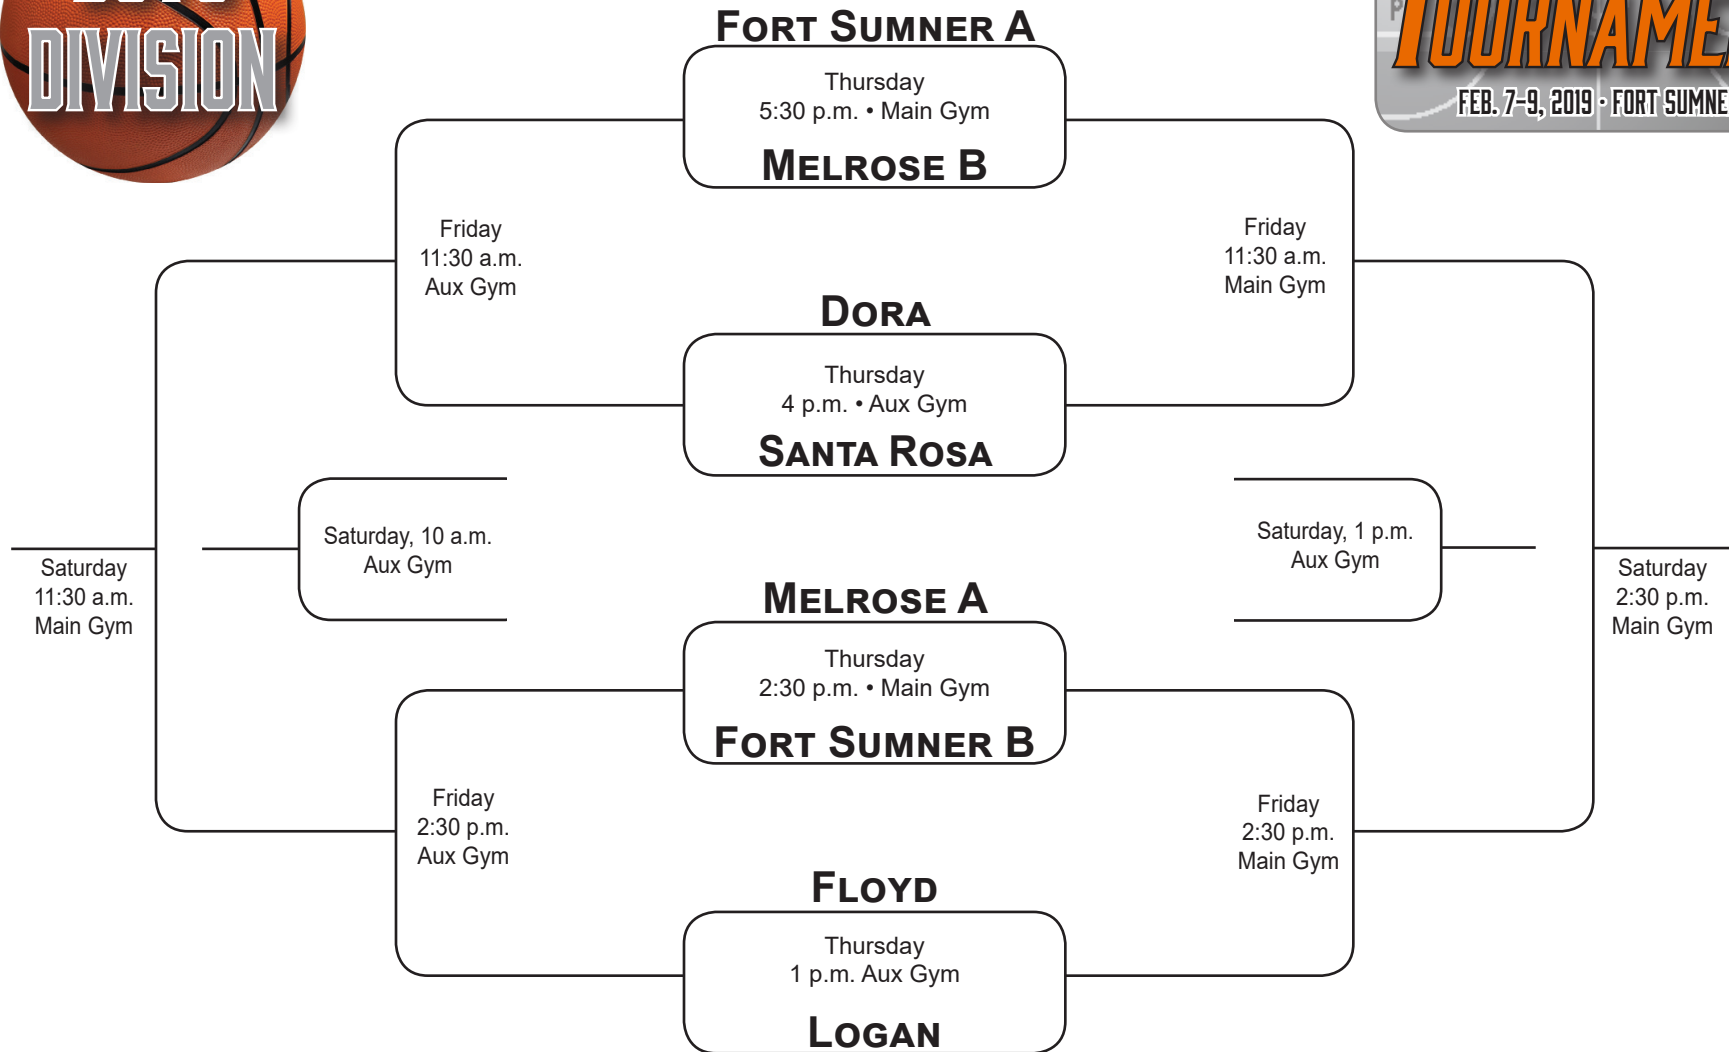 DIVISION
FEB. 7-9, 2019 · FORT SUMNE
FORT SUMNER A
Thursday
5:30 p.m. • Main Gym
MELROSE B
Friday
11:30 a.m.
Aux Gym
Friday
11:30 a.m.
Main Gym
DORA
Thursday
4 p.m. • Aux Gym
SANTA ROSA
Saturday, 10 a.m.
Aux Gym
Saturday, 1 p.m.
Aux Gym
Saturday
11:30 a.m.
Main Gym
Saturday
2:30 p.m.
Main Gym
MELROSE A
Thursday
2:30 p.m. • Main Gym
FORT SUMNER B
Friday
2:30 p.m.
Aux Gym
Friday
2:30 p.m.
Main Gym
FLOYD
Thursday
1 p.m. Aux Gym
LOGAN